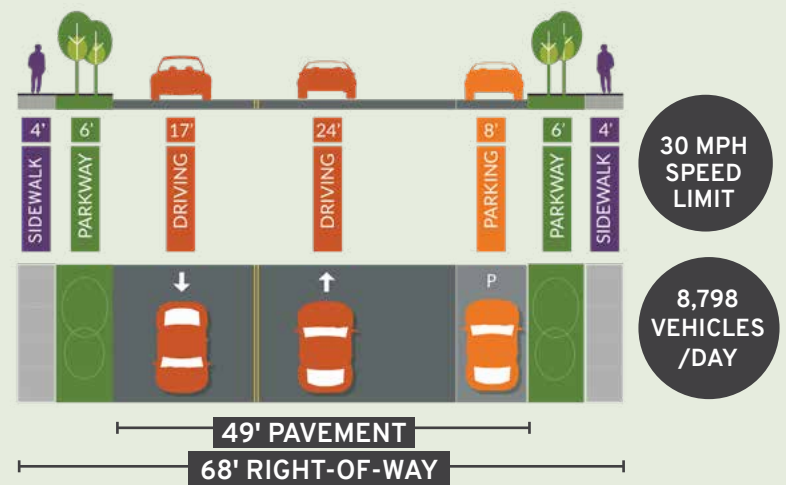 4'
6'
17'
24'
8'
6'
4'
SIDEWALK
PARKWAY
DRIVING
DRIVING
PARKING
PARKWAY
SIDEWALK
30 MPH
SPEED
LIMIT
P
8,798
VEHICLES
/DAY
49' PAVEMENT
68' RIGHT-OF-WAY